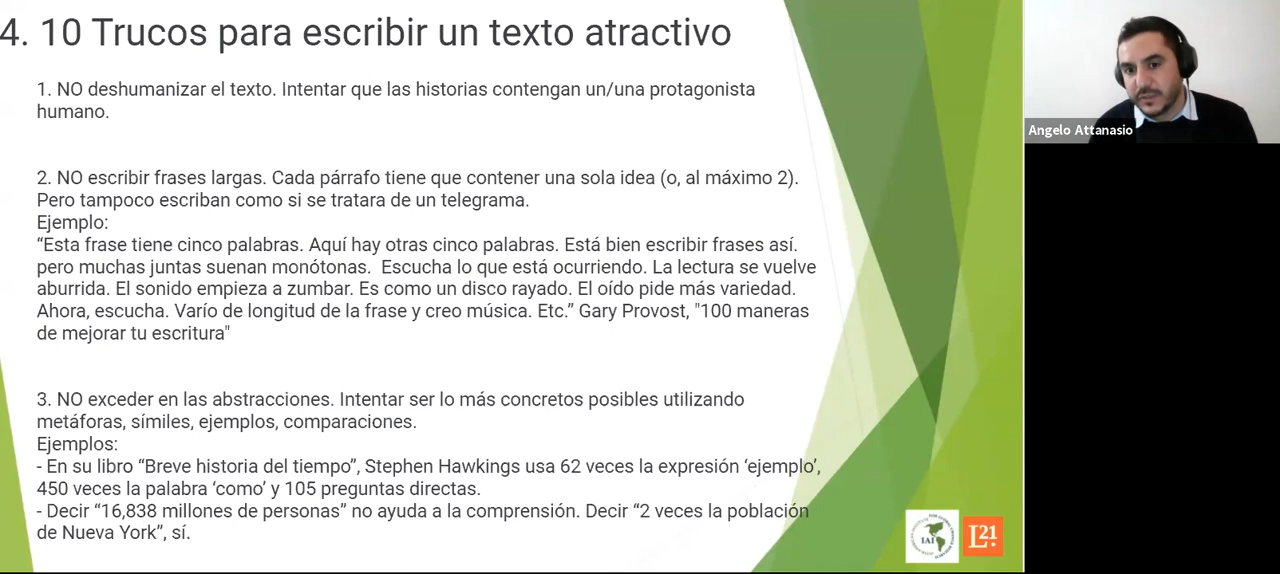 4. 10 Trucos para escribir un texto atractivo
1. NO deshumanizar el texto. Intentar que las historias contengan un/una protagonista
humano.
2. NO escribir frases largas. Cada párrafo tiene que contener una sola idea (o, al máximo 2).
Pero tampoco escriban como si se tratara de un telegrama.
Ejemplo:
“Esta frase tiene cinco palabras. Aquí hay otras cinco palabras. Está bien escribir frases así.
pero muchas juntas suenan monótonas.  Escucha lo que está ocurriendo. La lectura se vuelve
aburrida. El sonido empieza a zumbar. Es como un disco rayado. El oído pide más variedad.
Ahora, escucha. Varío de longitud de la frase y creo música. Etc.” Gary Provost, "100 maneras
de mejorar tu escritura"
3. NO exceder en las abstracciones. Intentar ser lo más concretos posibles utilizando
metáforas, símiles, ejemplos, comparaciones.
Ejemplos:
- En su libro “Breve historia del tiempo”, Stephen Hawkings usa 62 veces la expresión ‘ejemplo’,
450 veces la palabra ‘como’ y 105 preguntas directas.
- Decir “16,838 millones de personas” no ayuda a la comprensión. Decir “2 veces la población
de Nueva York”, sí.
Angelo Attanasio
IAI
L21